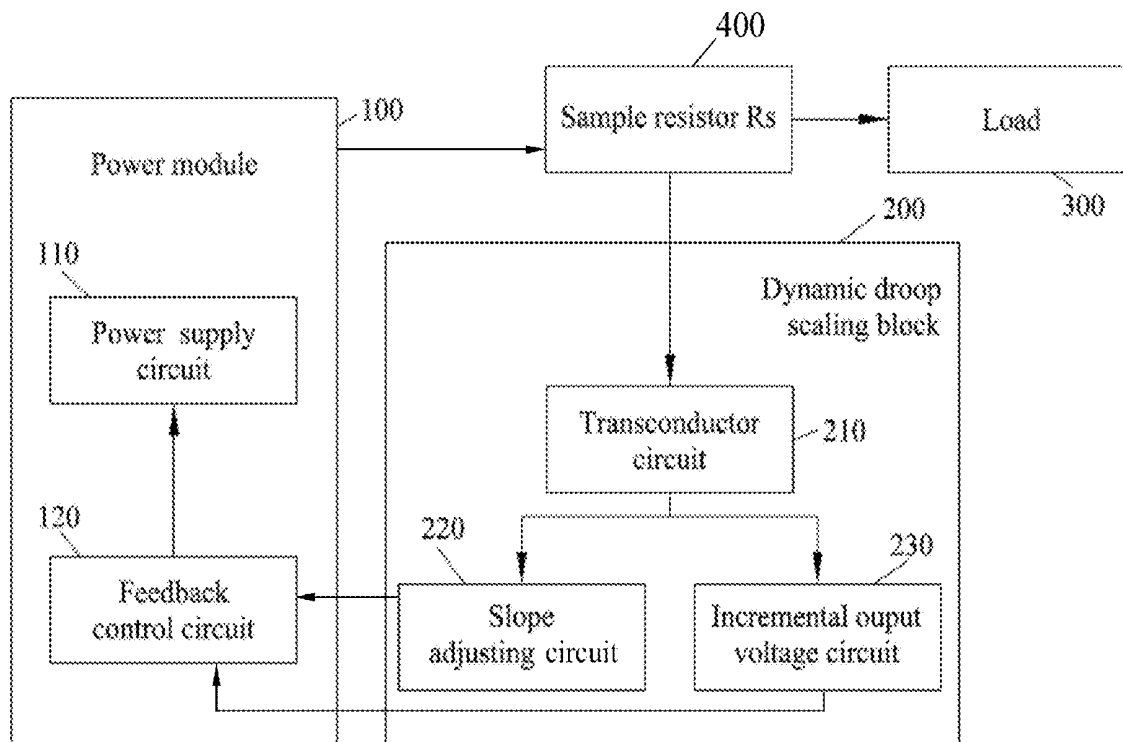 400
Sample resistor Rs
Load
300
100
Power module
200
Dynamic droop
scaling block
110
Power supply
circuit
Transconductor
circuit
210
120
Feedback
control circuit
220
Slope
adjusting circuit
230
Incremental ouput
voltage circuit